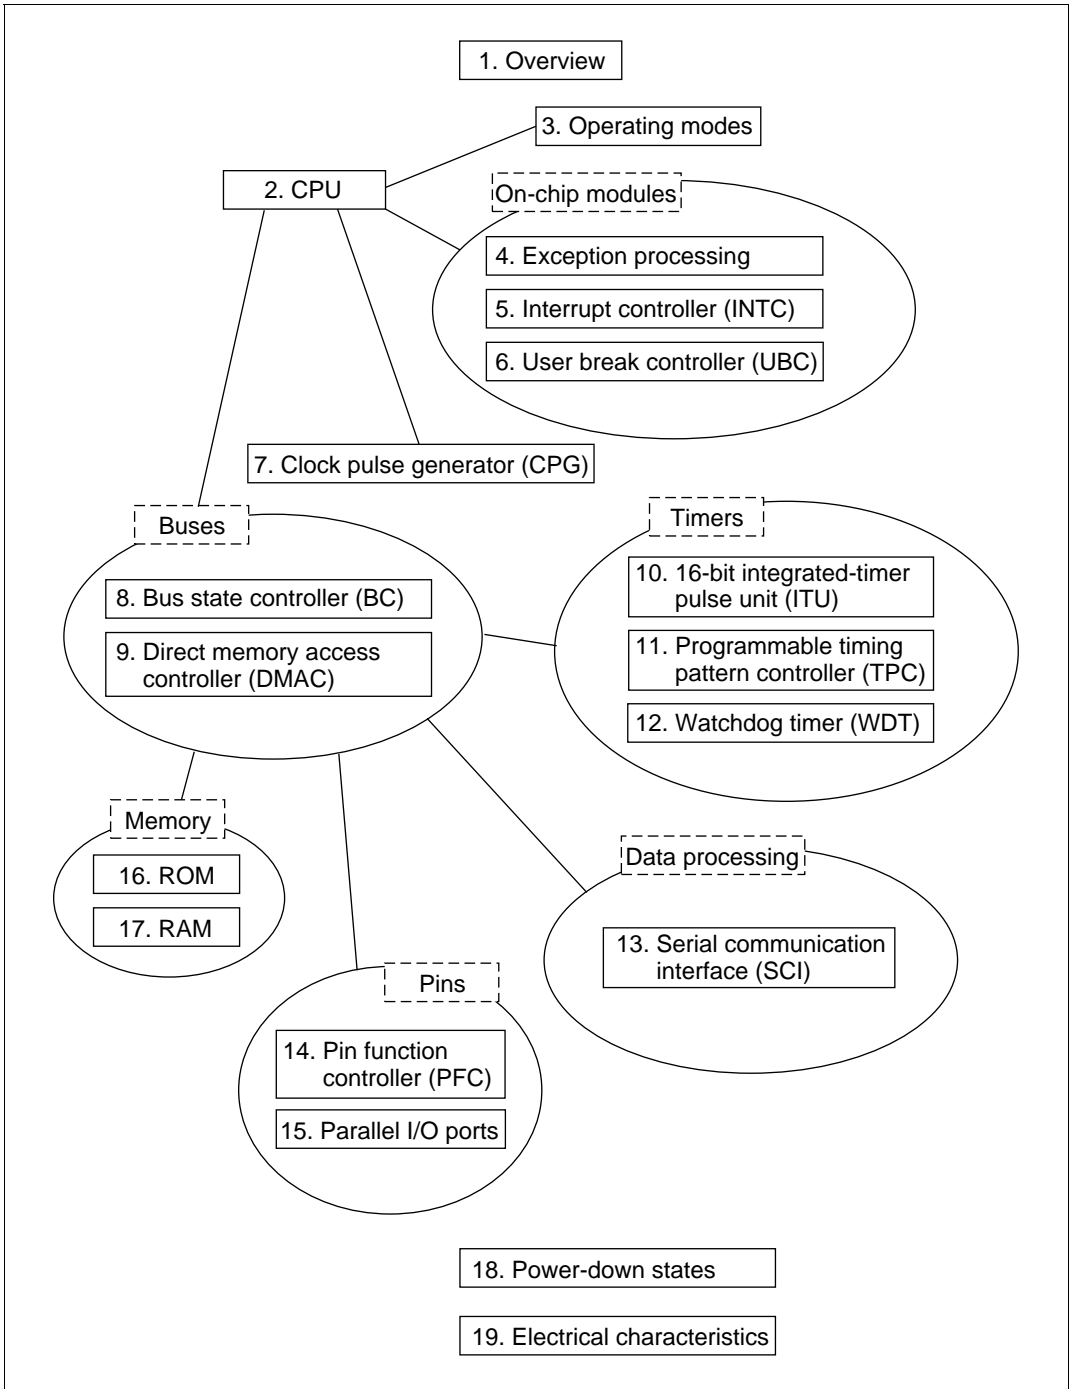 1. Overview
3. Operating modes
2. CPU
On-chip modules
4. Exception processing
5. Interrupt controller (INTC)
6. User break controller (UBC)
7. Clock pulse generator (CPG)
Buses
8. Bus state controller (BC)
9. Direct memory access
controller (DMAC)
Timers
10. 16-bit integrated-timer
pulse unit (ITU)
11. Programmable timing
pattern controller (TPC)
12. Watchdog timer (WDT)
Memory
16. ROM
17. RAM
Data processing
13. Serial communication
interface (SCI)
Pins
14. Pin function
controller (PFC)
15. Parallel I/O ports
18. Power-down states
19. Electrical characteristics